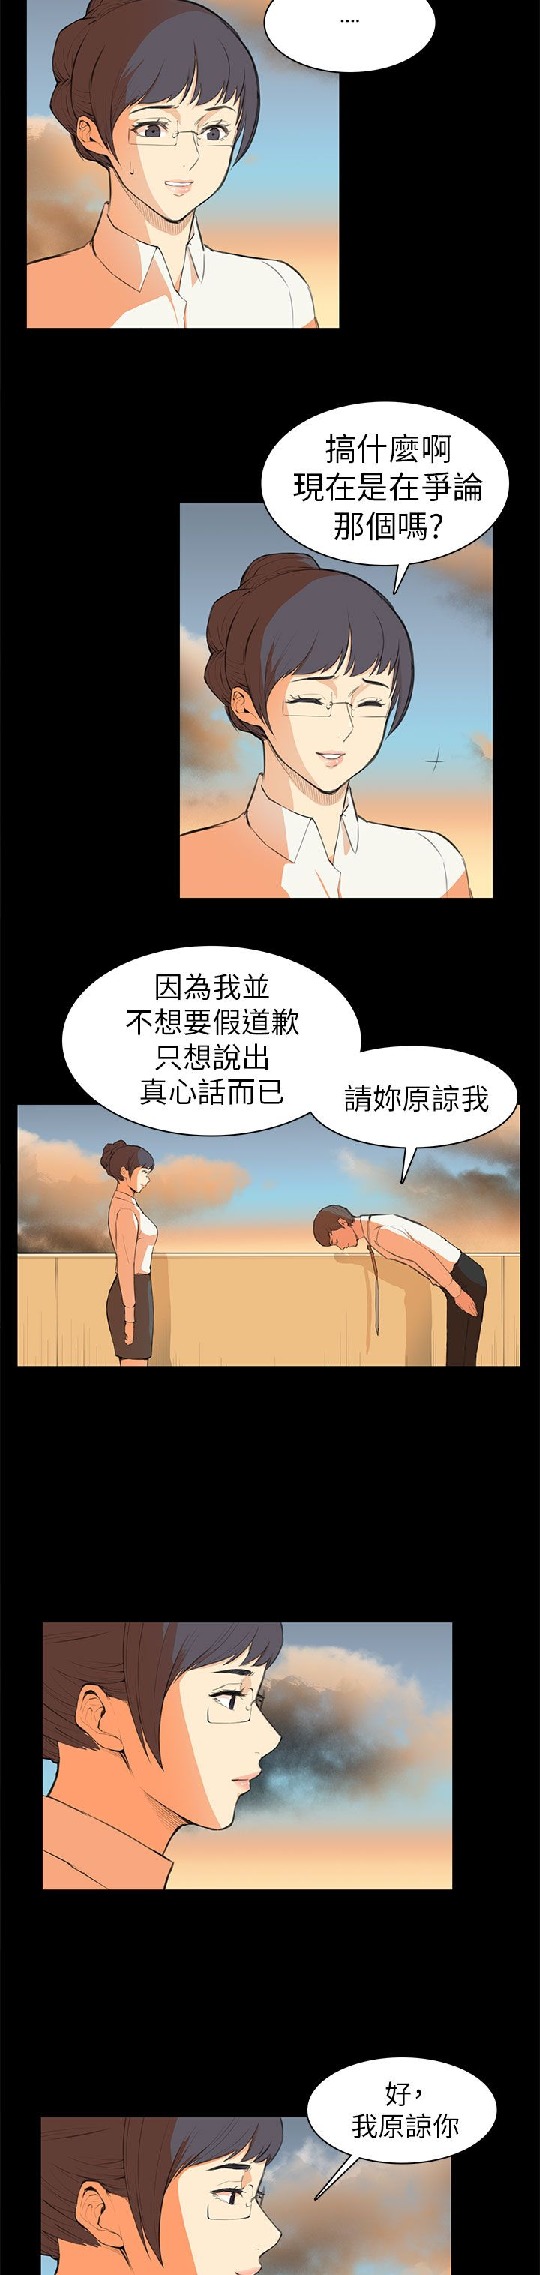 ....
搞什麼啊
現在是在爭論
那個嗎?
因為我並
不想要假道歉
只想說出
真心話而已
請妳原諒我
好,
我原諒你